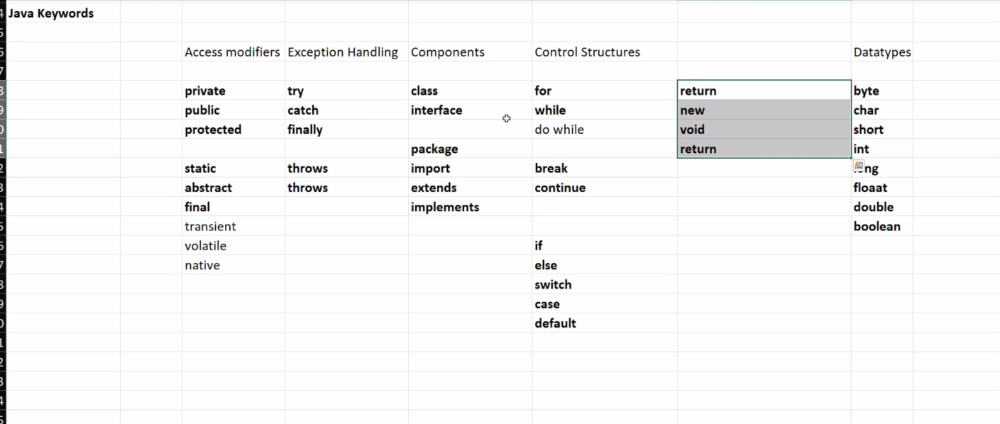 Java Keywords
Access modifiers Exception Handling Components Control Structures Datatypes
private try class for return byte
public catch interface while new char
protected finally do while void short
package return int
static throws import break
abstract throws extends continue floaat
final implements double
transient boolean
volatile if
native else
switch
case
default